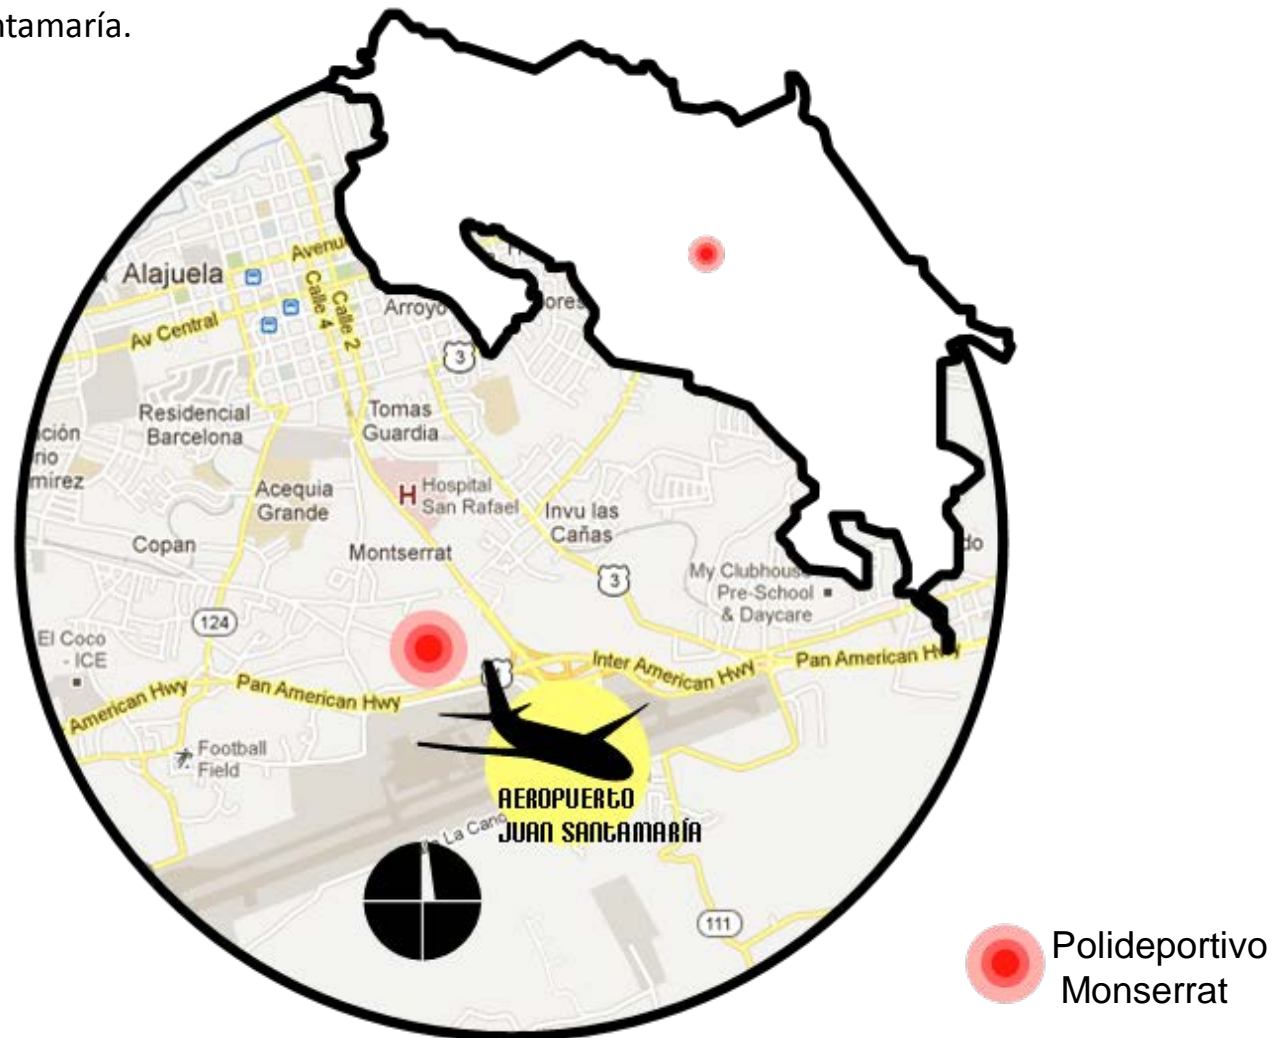 ntamaría.
Avenu
Alajuela
Calle 4
Calle 2
Arroyo
ores
Av Central
3
Residencial
Barcelona
Tomas
Guardia
ción
rio
mírez
Acequia
Grande
H Hospital
San Rafael
Invu las
Cañas
Copan
Montserrat
do
3
My Clubhouse
Pre-School
& Daycare
124
El Coco
- ICE
Inter American Hwy
Pan American Hwy
American Hwy
Pan American Hwy
Football
Field
AEROPUERTO
JUAN SANTAMARÍA
La Cano
111
Polideportivo
Monserrat